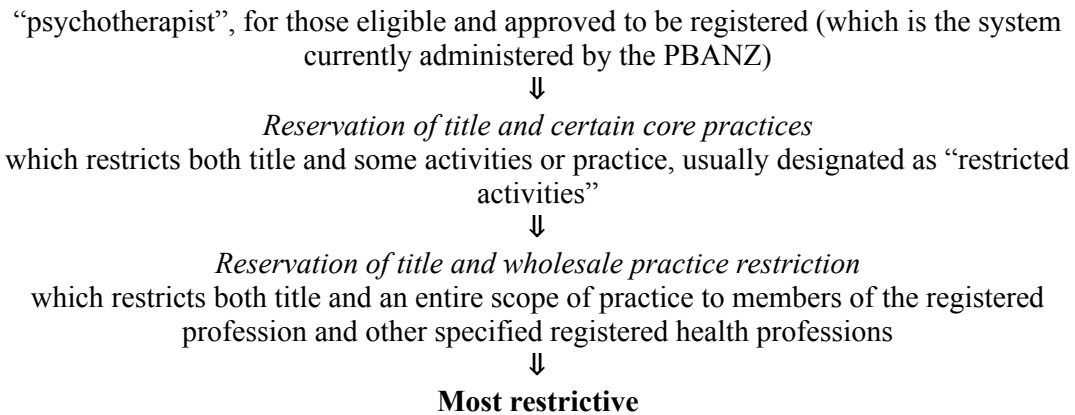 “psychotherapist”, for those eligible and approved to be registered (which is the system
currently administered by the PBANZ)
⇓
Reservation of title and certain core practices
which restricts both title and some activities or practice, usually designated as “restricted
activities”
⇓
Reservation of title and wholesale practice restriction
which restricts both title and an entire scope of practice to members of the registered
profession and other specified registered health professions
⇓
Most restrictive